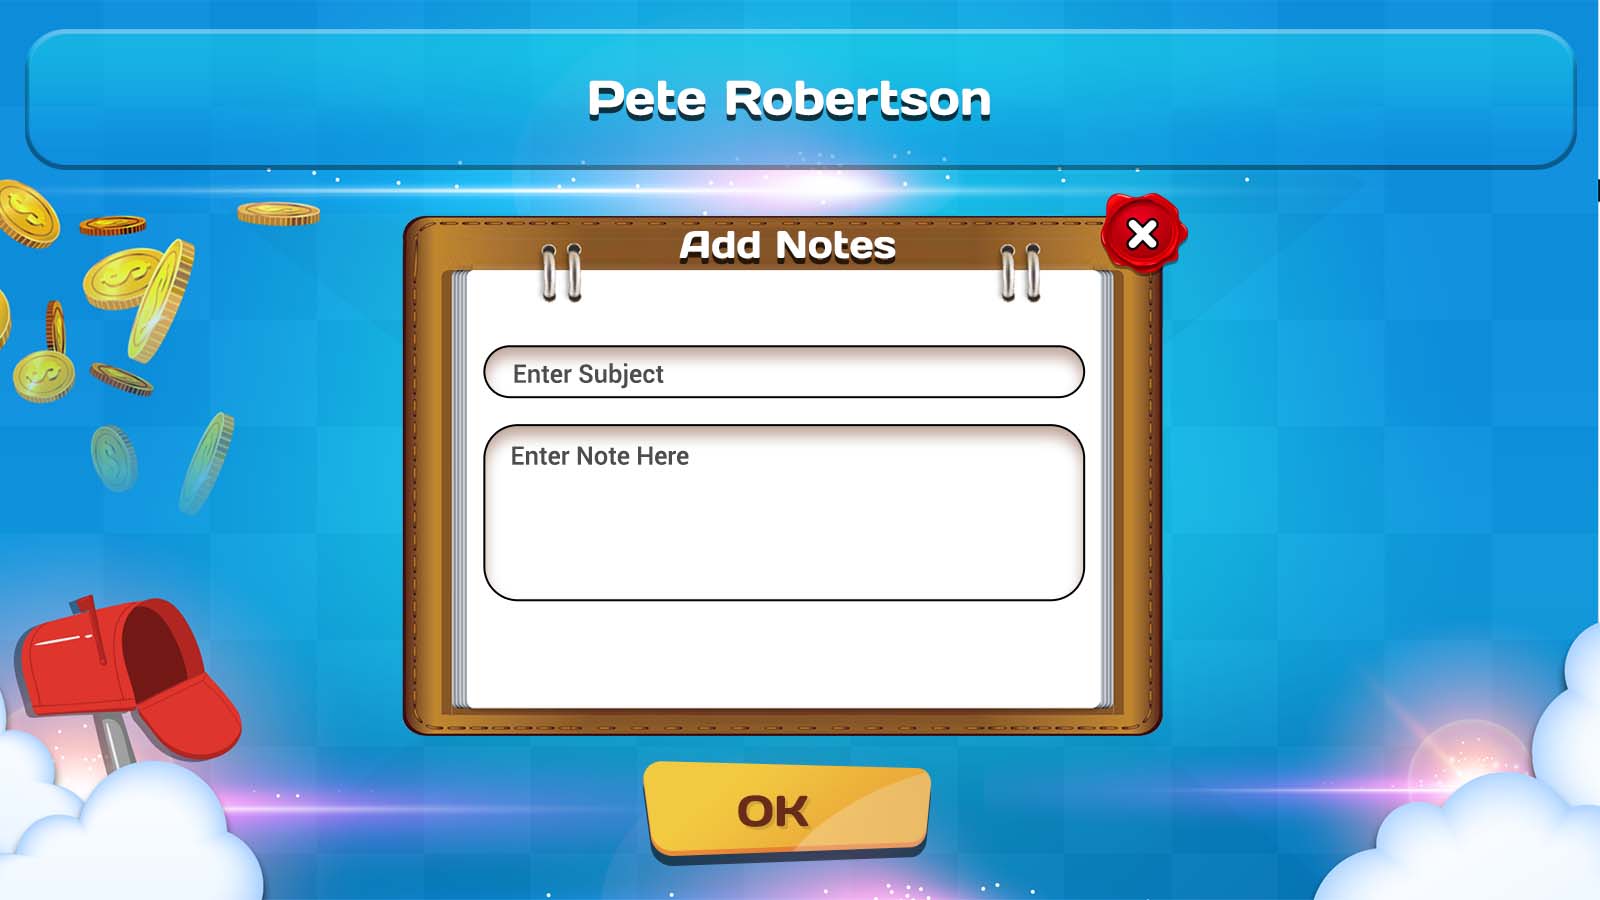 Pete Robertson
Add Notes
Enter Subject
Enter Note Here
OK